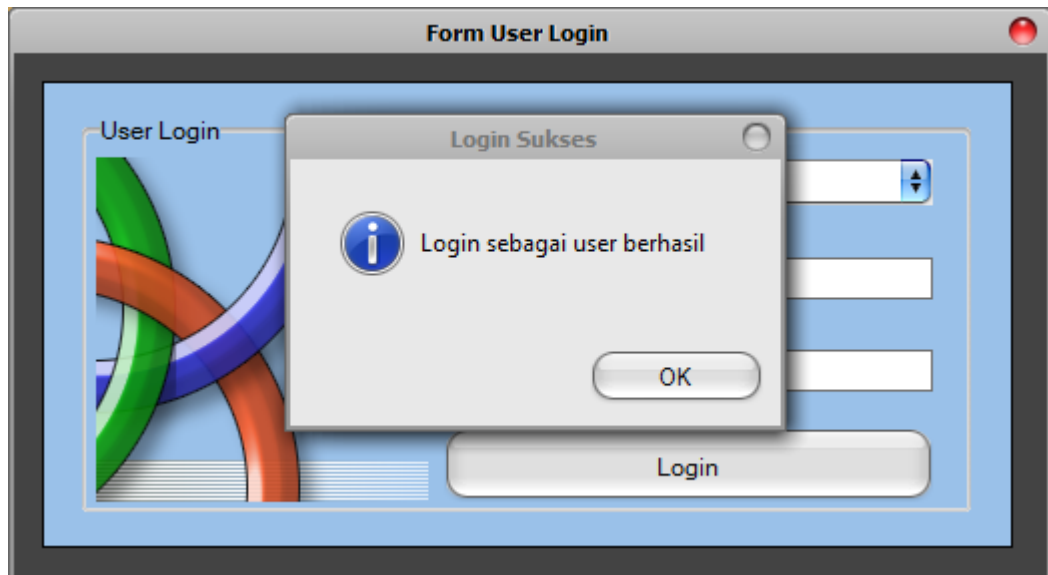 Form User Login
User Login
Login Sukses
Login sebagai user berhasil
OK
Login